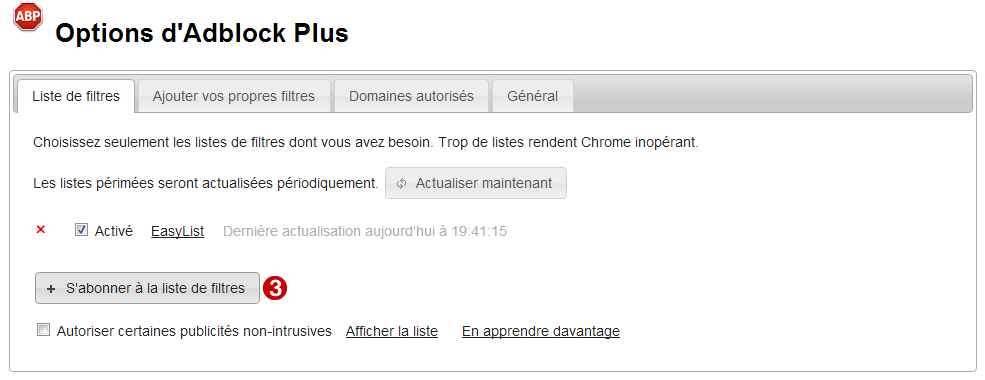 ABP
Options d'Adblock Plus
Liste de filtres Ajouter vos propres filtres Domaines autorisés Général
Choisissez seulement les listes de filtres dont vous avez besoin. Trop de listes rendent Chrome inopérant.
Les listes périmées seront actualisées périodiquement. Actualiser maintenant
Activé EasyList Dernière actualisation aujourd'hui à 19:41:15
+ S'abonner à la liste de filtres 3
Autoriser certaines publicités non-intrusives Afficher la liste En apprendre davantage